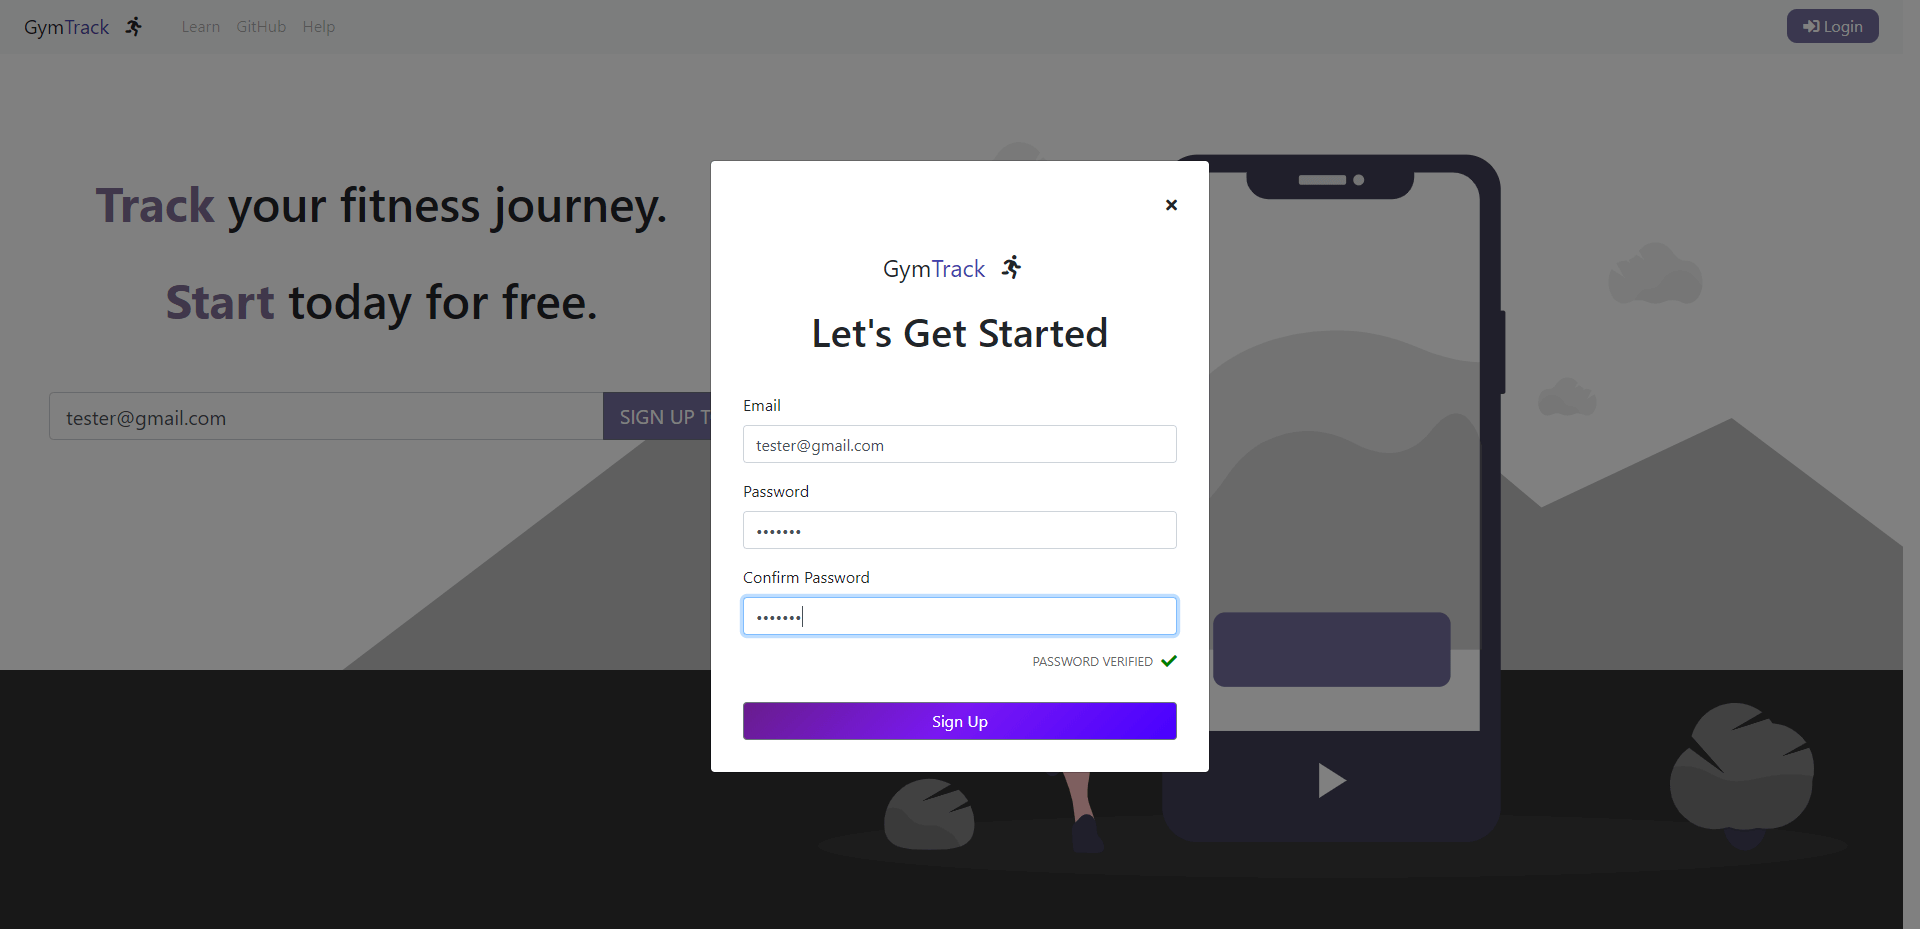 GymTrack Learn GitHub Help Login
Track your fitness journey.
Start today for free.
tester@gmail.com SIGN UP T
GymTrack
Let's Get Started
Email
tester@gmail.com
Password
•••••••
Confirm Password
•••••••
PASSWORD VERIFIED
Sign Up